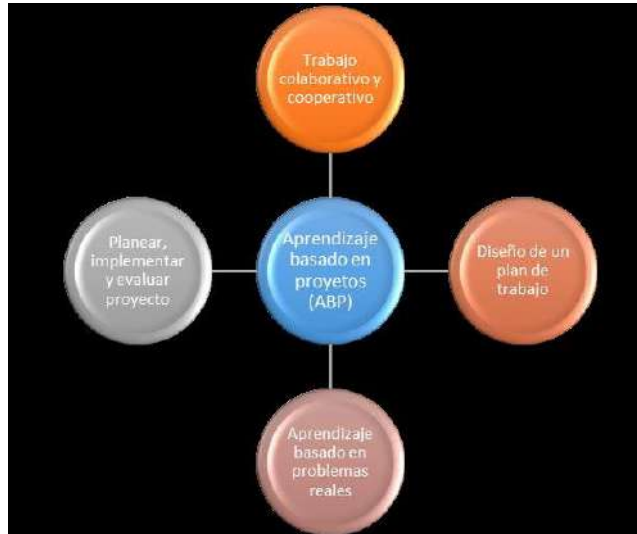 Trabajo
colaborativo y
cooperativo
Planear,
implementar
y evaluar
proyecto
Aprendizaje
basado en
proyetos
(ABP)
Diseño de un
plan de
trabajo
Aprendizaje
basado en
problemas
reales